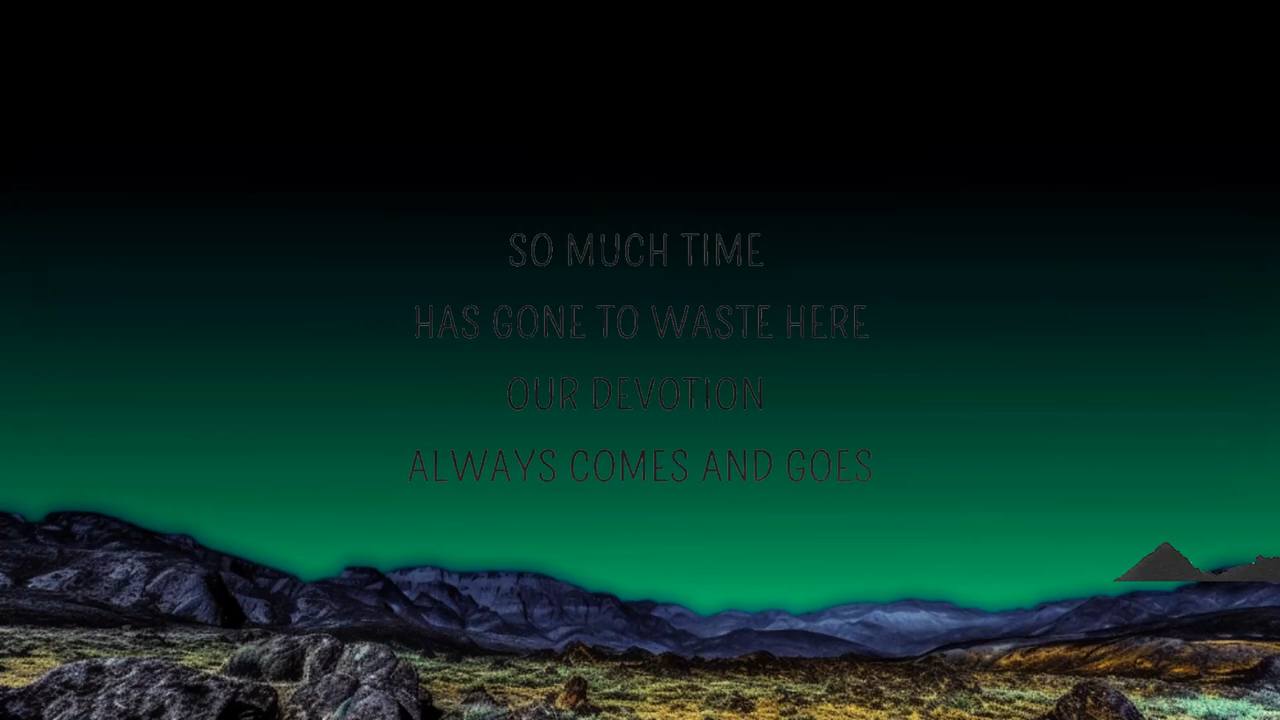 SO MUCH TIME
HAS GONE TO WASTE HERE
OUR DEVOTION
ALWAYS COMES AND GOES